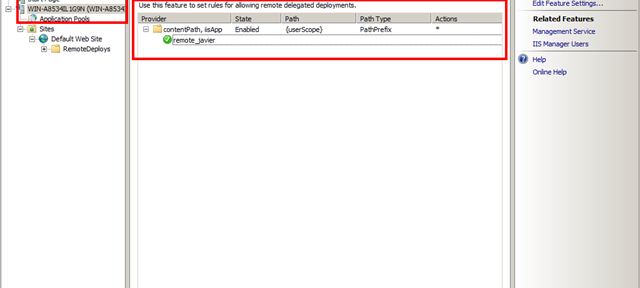 WIN-A8534IL1G9N (WIN-A8534
Application Pools
Sites
Default Web Site
RemoteDeploys
Use this feature to set rules for allowing remote delegated deployments.
Provider State Path Path Type Actions
contentPath, iisApp Enabled {userScope} PathPrefix *
remote_javier
Edit Feature Settings...
Related Features
Management Service
IIS Manager Users
Help
Online Help